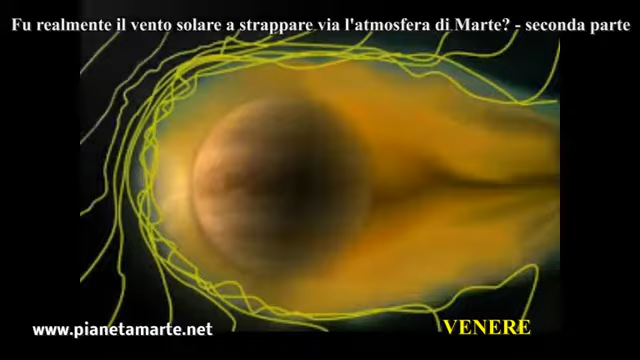 Fu realmente il vento solare a strappare via l'atmosfera di Marte? - seconda parte
www.pianetamarte.net
VENERE